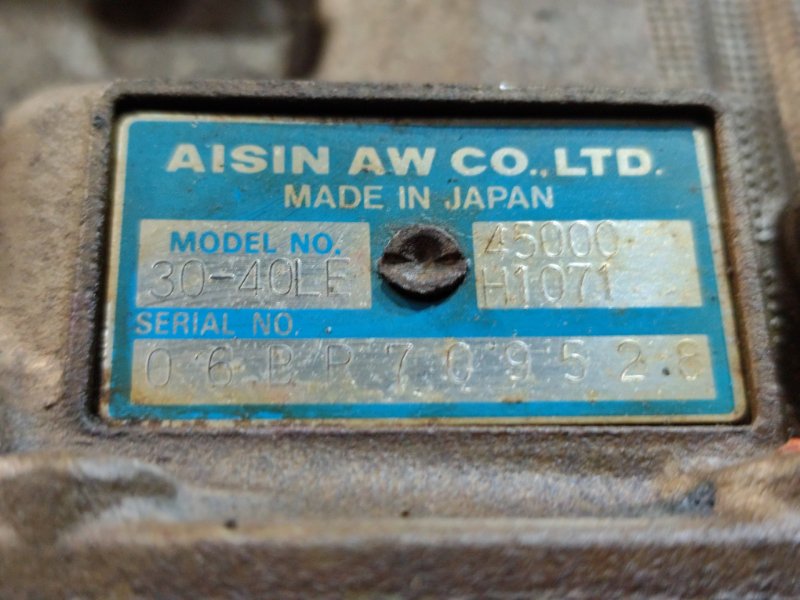 AISIN AW CO.,LTD.
MADE IN JAPAN
MODEL NO.
30-40LE
45000
H1071
SERIAL NO.
06BP709528